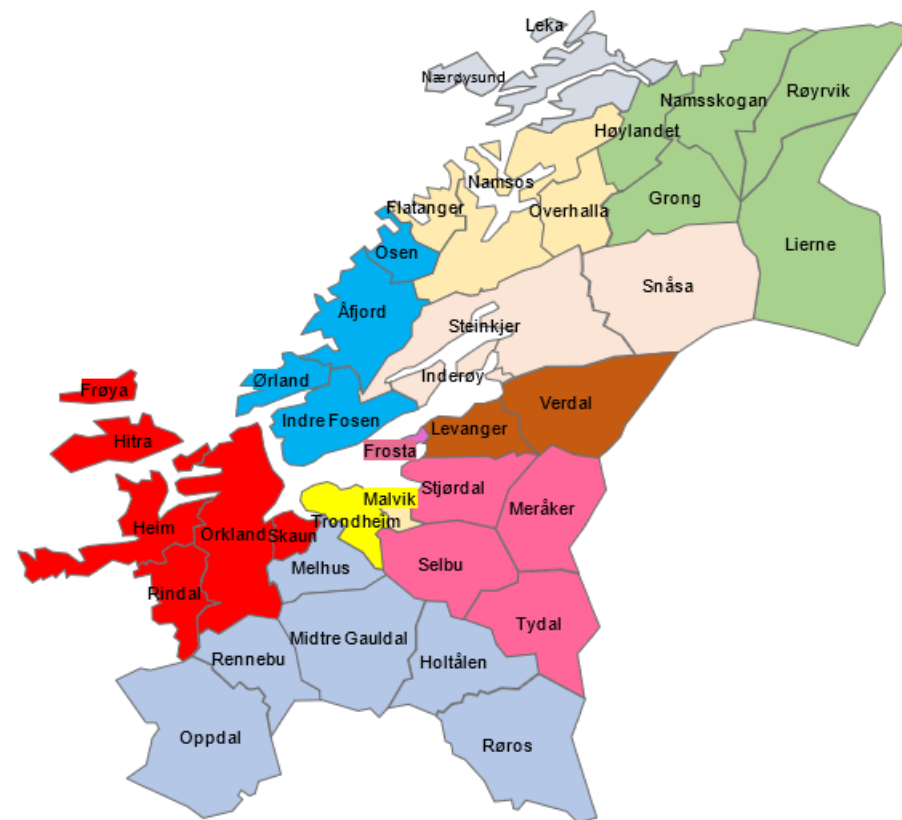 Leka
Nærøysund
Namsskogan
Røyrvik
Høylandet
Namsos
Grong
Flatanger
Overhalla
Lierne
Osen
Snåsa
Åfjord
Steinkjer
Inderøy
Ørland
Frøya
Verdal
Indre Fosen
Levanger
Hitra
Frosta
Stjørdal
Malvik
Meråker
Trondheim
Heim
Orkland
Skaun
Selbu
Melhus
Rindal
Tydal
Midtre Gauldal
Rennebu
Holtålen
Oppdal
Røros